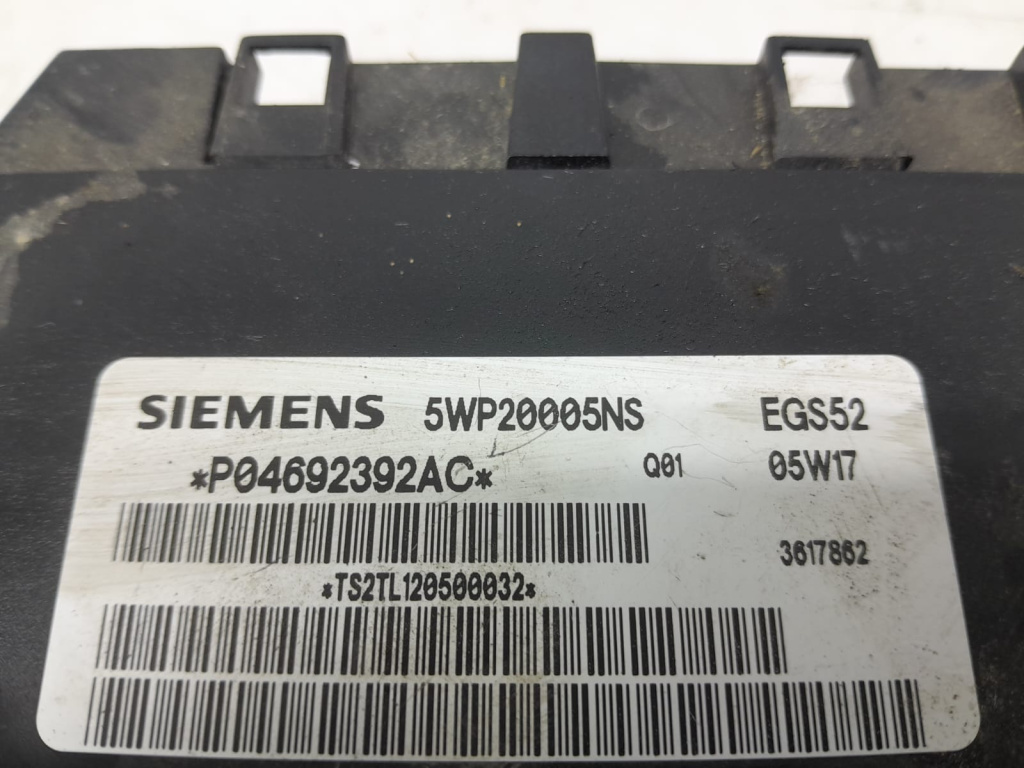 SIEMENS 5WP20005NS EGS52
*P04692392AC* Q01 05W17
3617862
*TS2TL120500032*